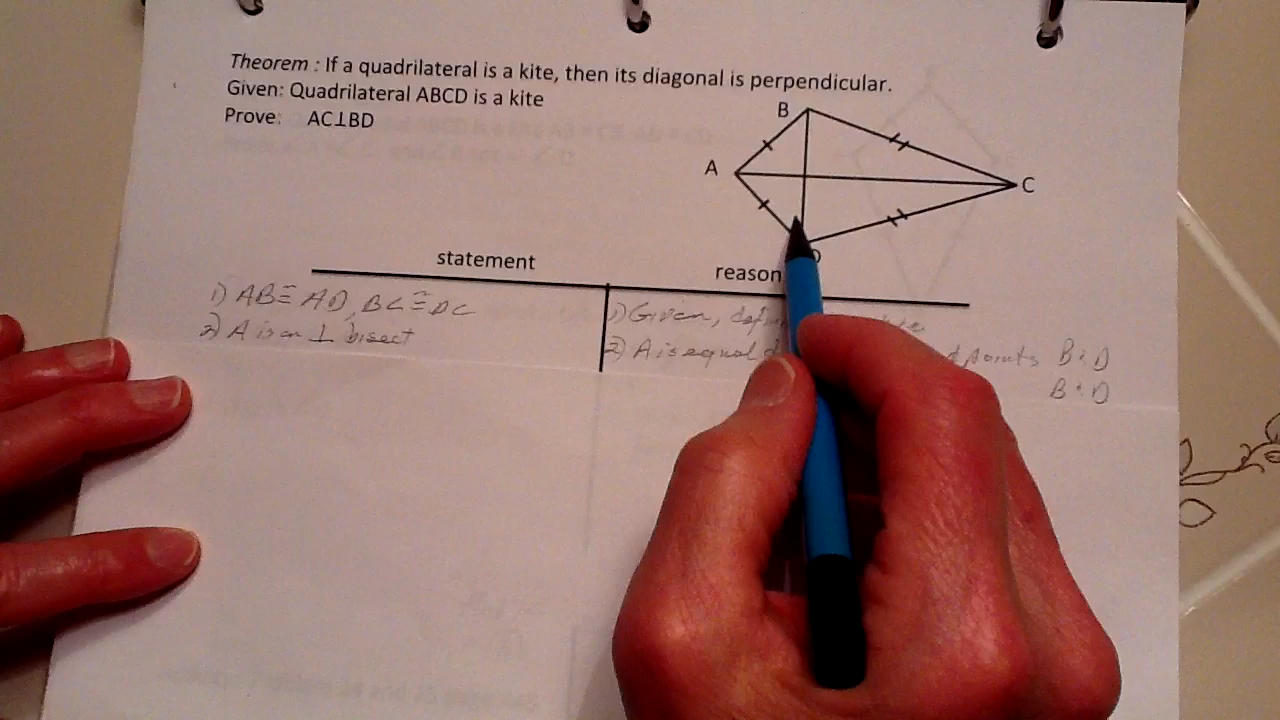 Theorem : If a quadrilateral is a kite, then its diagonal is perpendicular.
Given: Quadrilateral ABCD is a kite
Prove: AC⊥BD
B
A
C
D
statement
reason
1) AB≅AD, BC≅DC
1) Given,
2) A is on ⊥ bisect
2) A is equal points B & D
B & D